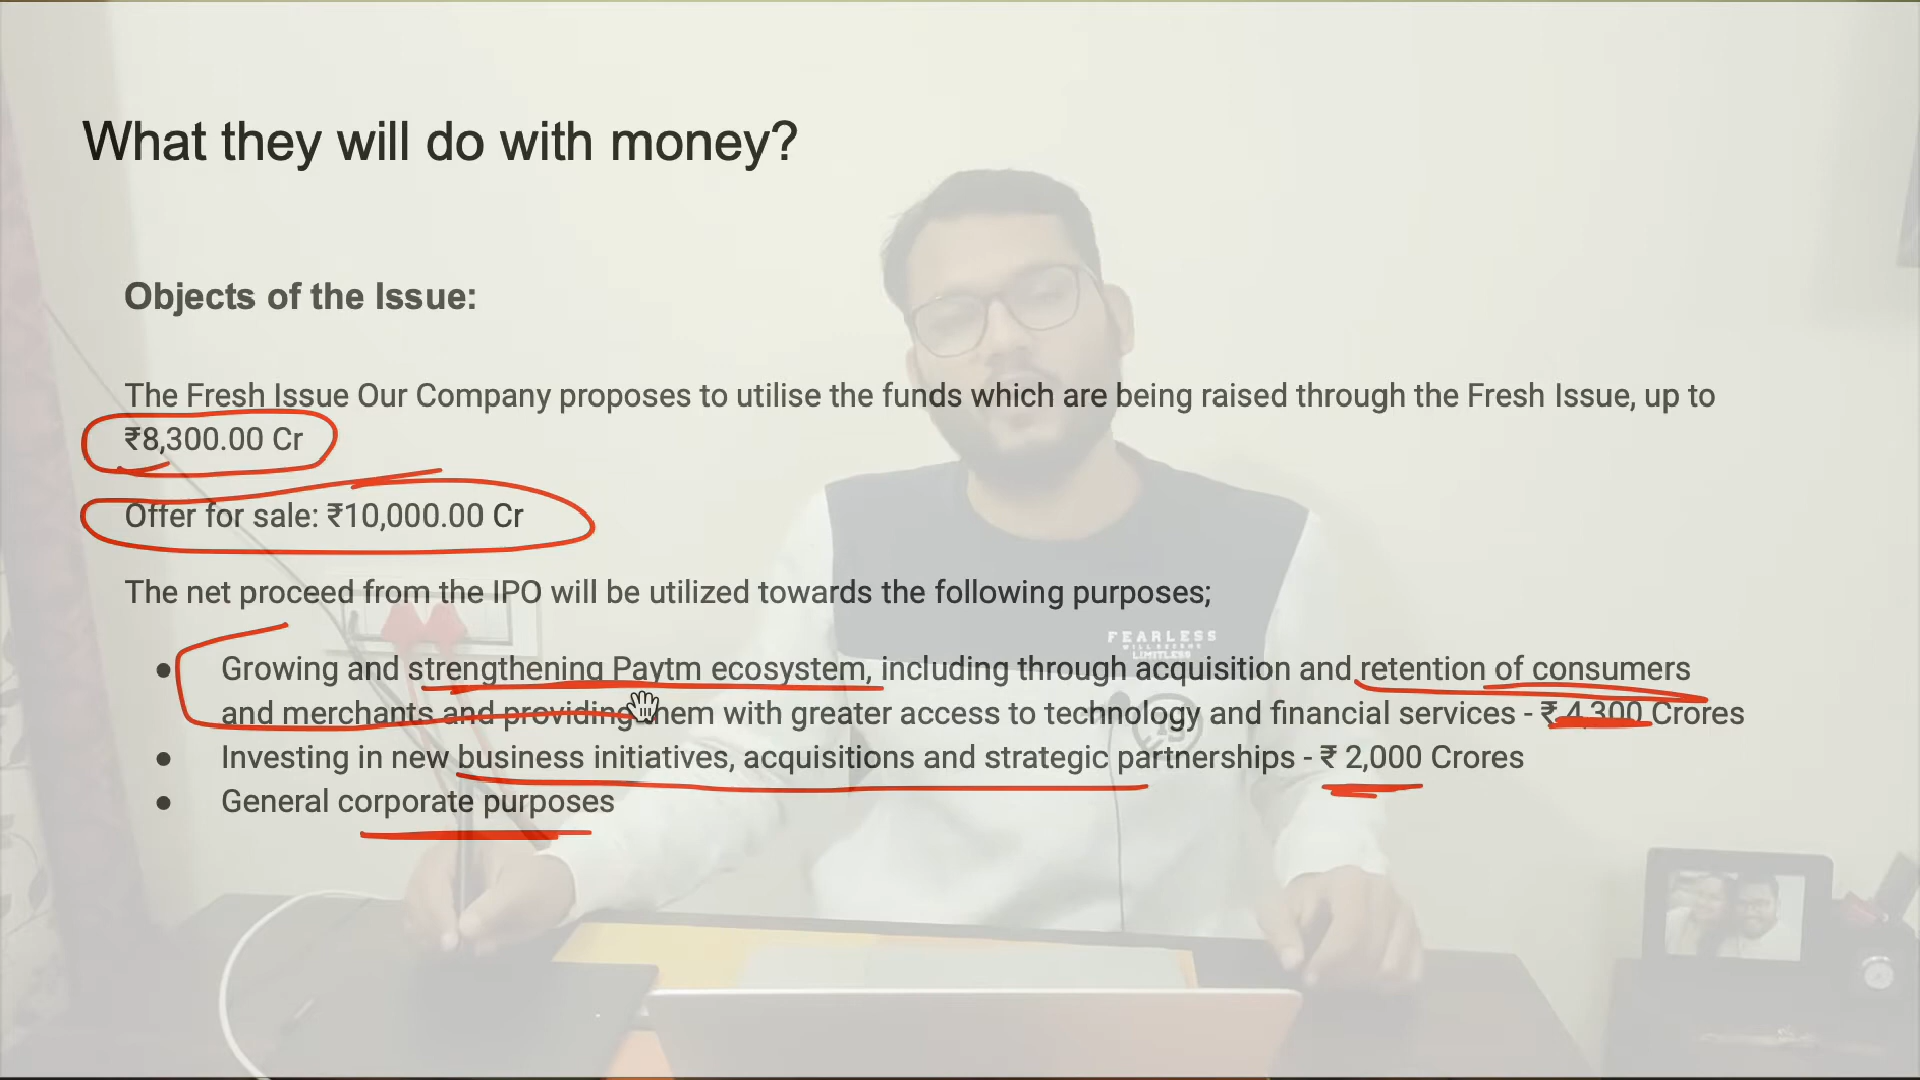 What they will do with money?
Objects of the Issue:
The Fresh Issue Our Company proposes to utilise the funds which are being raised through the Fresh Issue, up to
₹8,300.00 Cr
Offer for sale: ₹10,000.00 Cr
The net proceed from the IPO will be utilized towards the following purposes;
FEARLESS
WILL BECOME
LIMITLESS
● Growing and strengthening Paytm ecosystem, including through acquisition and retention of consumers
and merchants and providing them with greater access to technology and financial services - ₹ 4,300 Crores
● Investing in new business initiatives, acquisitions and strategic partnerships - ₹ 2,000 Crores
● General corporate purposes